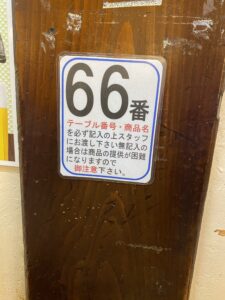 66番
テーブル番号・商品名
を必ず記入の上スタッフ
にお渡し下さい無記入の
場合は商品の提供が困難
になりますので
御注意下さい。